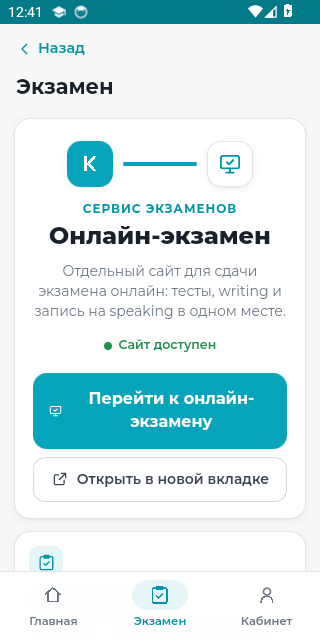 12:41
Назад
Экзамен
K
СЕРВИС ЭКЗАМЕНОВ
Онлайн-экзамен
Отдельный сайт для сдачи
экзамена онлайн: тесты, writing и
запись на speaking в одном месте.
Сайт доступен
Перейти к онлайн-
экзамену
Открыть в новой вкладке
Главная
Экзамен
Кабинет